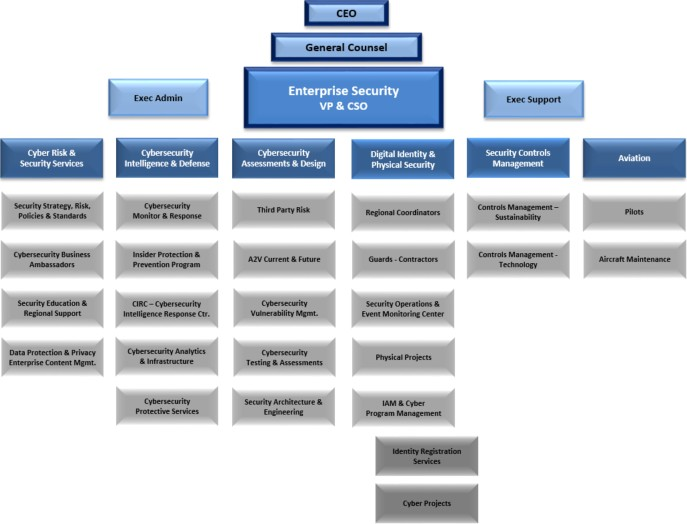 CEO
General Counsel
Enterprise Security
VP & CSO
Exec Admin
Exec Support
Cyber Risk &
Security Services
Cybersecurity
Intelligence & Defense
Cybersecurity
Assessments & Design
Digital Identity &
Physical Security
Security Controls
Management
Aviation
Security Strategy, Risk,
Policies & Standards
Cybersecurity
Monitor & Response
Third Party Risk
Regional Coordinators
Controls Management –
Sustainability
Pilots
Cybersecurity Business
Ambassadors
Insider Protection &
Prevention Program
A2V Current & Future
Guards - Contractors
Controls Management -
Technology
Aircraft Maintenance
Security Education &
Regional Support
CIRC – Cybersecurity
Intelligence Response Ctr.
Cybersecurity
Vulnerability Mgmt.
Security Operations &
Event Monitoring Center
Data Protection & Privacy
Enterprise Content Mgmt.
Cybersecurity Analytics
& Infrastructure
Cybersecurity
Testing & Assessments
Physical Projects
Cybersecurity
Protective Services
Security Architecture &
Engineering
IAM & Cyber
Program Management
Identity Registration
Services
Cyber Projects